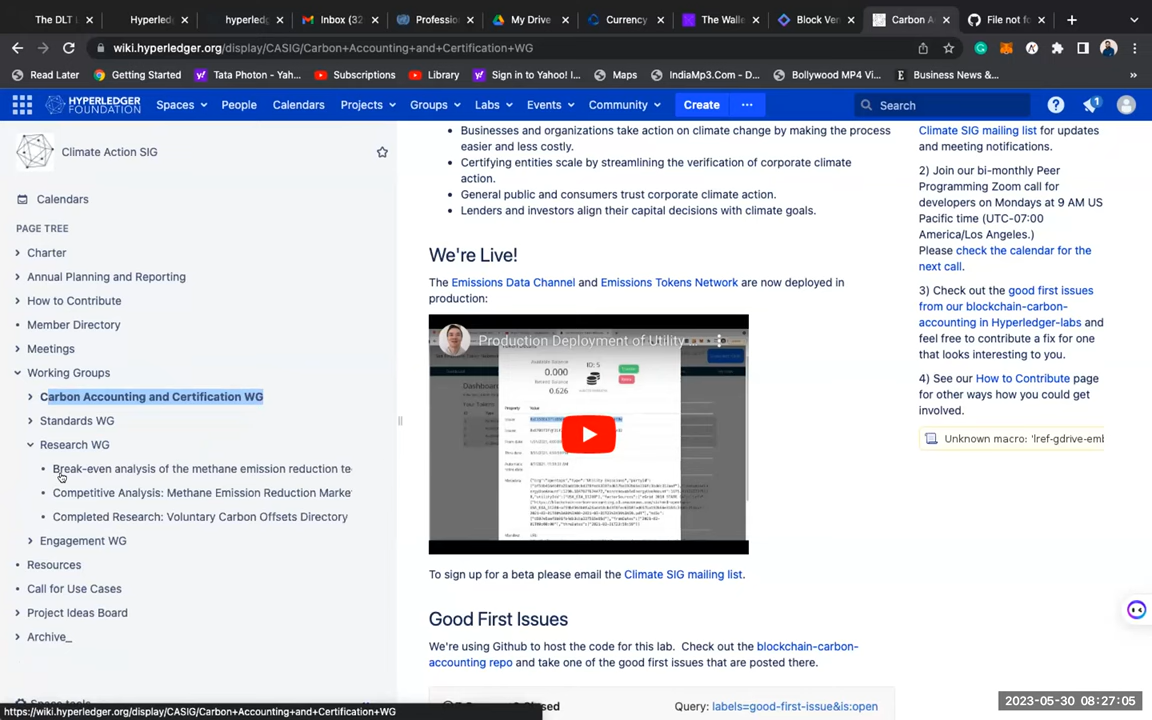 The DLT I
Hyperled
hyperled
Inbox (32
Profession
My Drive
Currency
The Walle
Block Ver
Carbon A
File not fo
wiki.hyperledger.org/display/CASIG/Carbon+Accounting+and+Certification+WG
Read Later
Getting Started
Tata Photon - Yah...
Subscriptions
Library
Sign in to Yahoo! I...
Maps
IndiaMp3.Com - D...
Bollywood MP4 Vi...
Business News &...
HYPERLEDGER
FOUNDATION
Spaces
People
Calendars
Projects
Groups
Labs
Events
Community
Create
Search
1
Climate Action SIG
Calendars
PAGE TREE
Charter
Annual Planning and Reporting
How to Contribute
Member Directory
Meetings
Working Groups
Carbon Accounting and Certification WG
Standards WG
Research WG
Break-even analysis of the methane emission reduction te
Competitive Analysis: Methane Emission Reduction Marke
Completed Research: Voluntary Carbon Offsets Directory
Engagement WG
Resources
Call for Use Cases
Project Ideas Board
Archive_
Space tools
https://wiki.hyperledger.org/display/CASIG/Carbon+Accounting+and+Certification+WG
Businesses and organizations take action on climate change by making the process
easier and less costly.
Certifying entities scale by streamlining the verification of corporate climate
action.
General public and consumers trust corporate climate action.
Lenders and investors align their capital decisions with climate goals.
We're Live!
The Emissions Data Channel and Emissions Tokens Network are now deployed in
production:
Production Deployment of Utility ...
0.000
0.626
ID: 5
To sign up for a beta please email the Climate SIG mailing list.
Good First Issues
We're using Github to host the code for this lab. Check out the blockchain-carbon-
accounting repo and take one of the good first issues that are posted there.
Query: labels=good-first-issue&is:open
Climate SIG mailing list for updates
and meeting notifications.
2) Join our bi-monthly Peer
Programming Zoom call for
developers on Mondays at 9 AM US
Pacific time (UTC-07:00
America/Los Angeles.)
Please check the calendar for the
next call.
3) Check out the good first issues
from our blockchain-carbon-
accounting in Hyperledger-labs and
feel free to contribute a fix for one
that looks interesting to you.
4) See our How to Contribute page
for other ways how you could get
involved.
Unknown macro: 'lref-gdrive-emb
2023-05-30 08:27:05